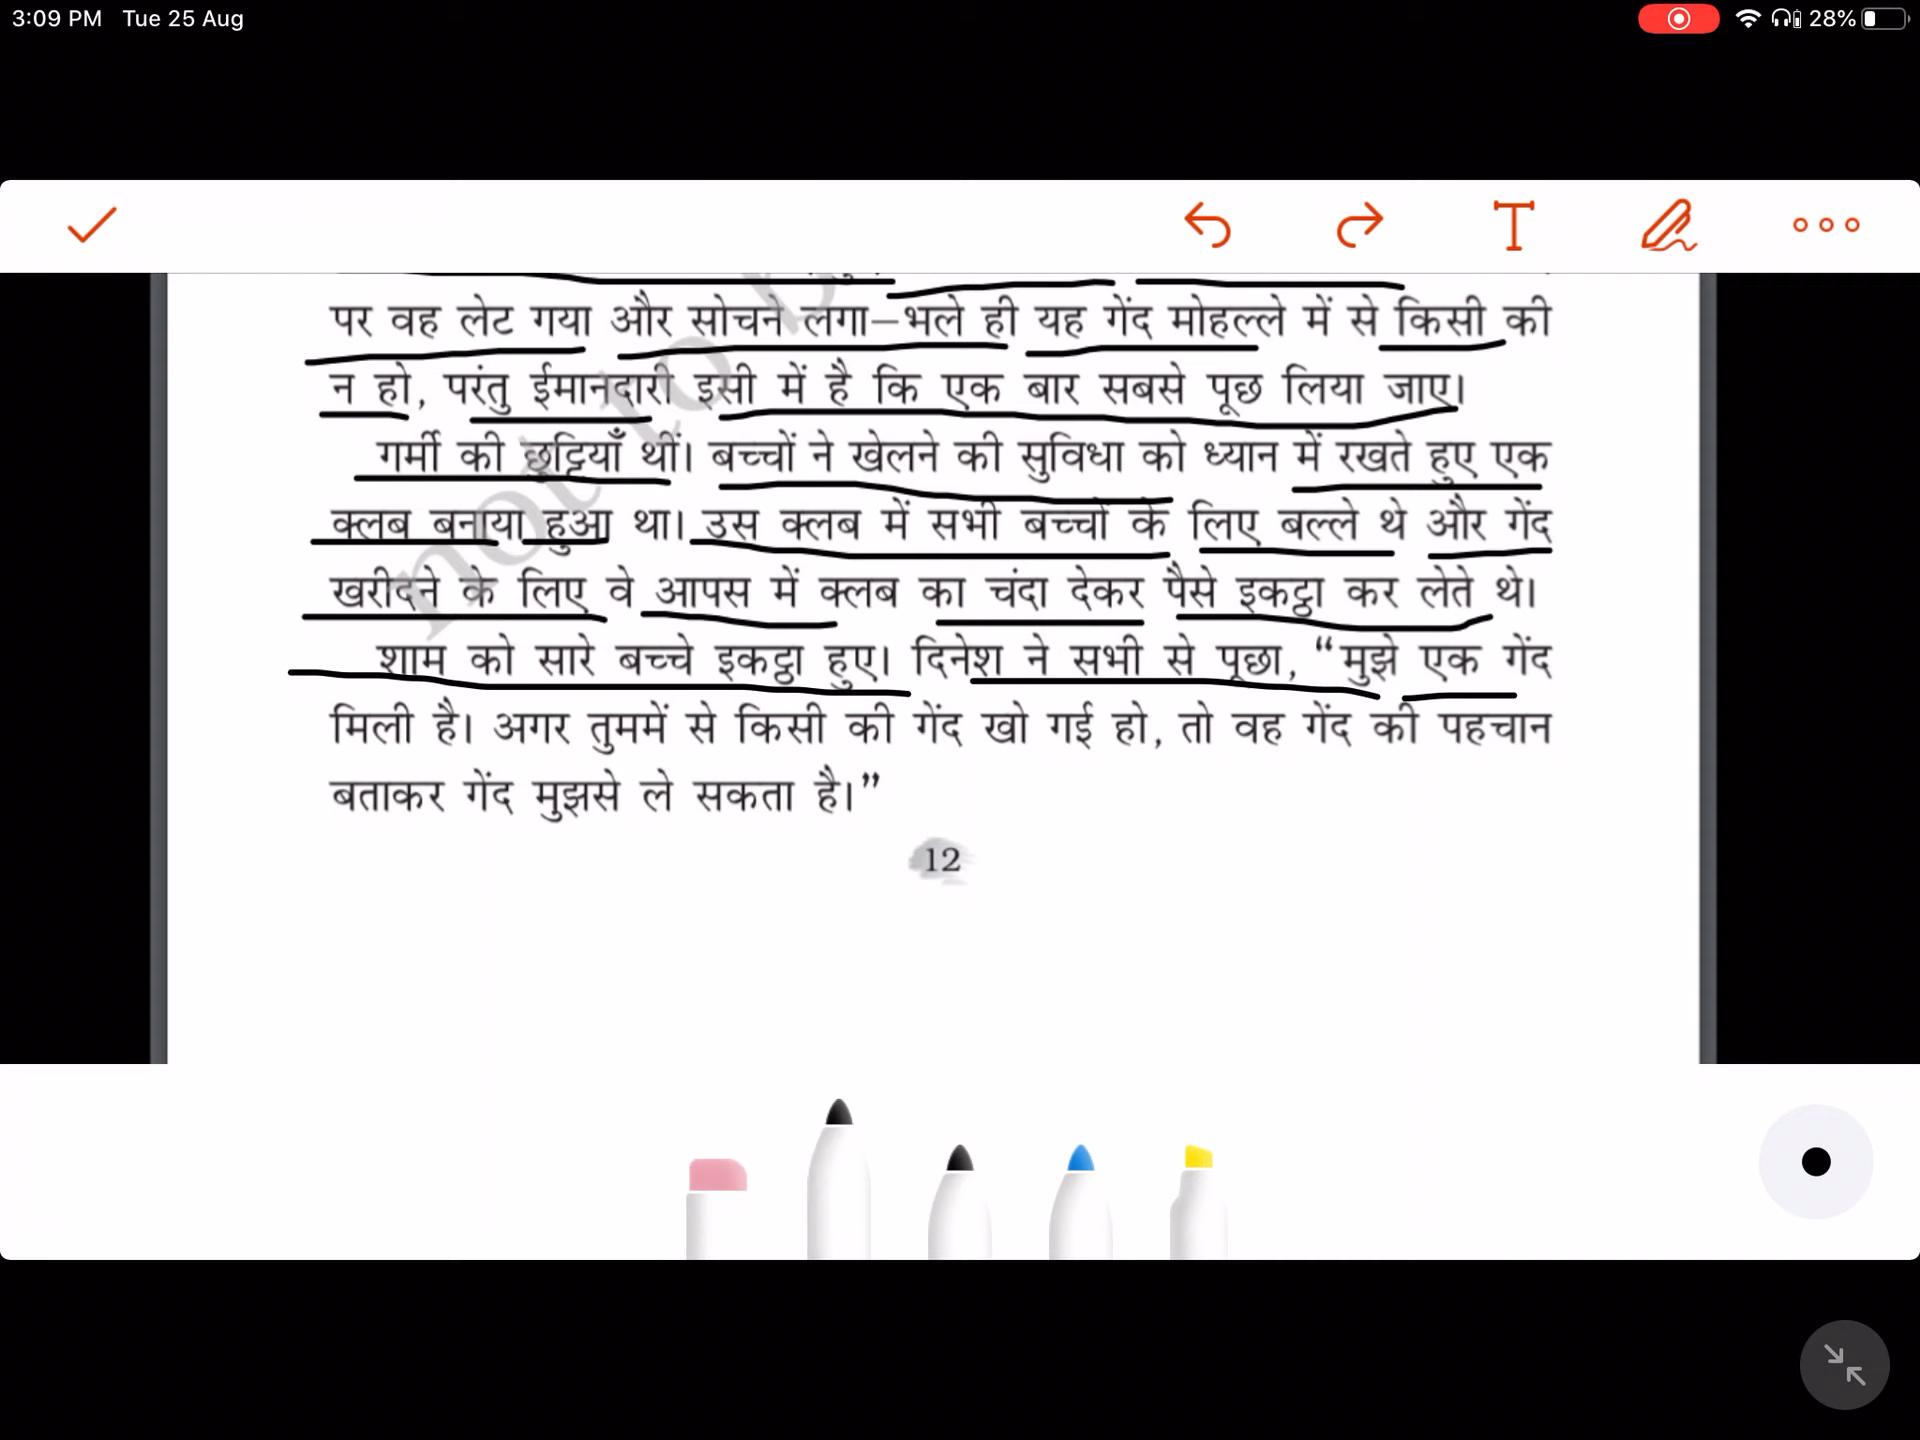 3:09 PM Tue 25 Aug 28%
पर वह लेट गया और सोचने लगा–भले ही यह गेंद मोहल्ले में से किसी की
न हो, परंतु ईमानदारी इसी में है कि एक बार सबसे पूछ लिया जाए।
गर्मी की छुट्टियाँ थीं। बच्चों ने खेलने की सुविधा को ध्यान में रखते हुए एक
क्लब बनाया हुआ था। उस क्लब में सभी बच्चों के लिए बल्ले थे और गेंद
खरीदने के लिए वे आपस में क्लब का चंदा देकर पैसे इकट्ठा कर लेते थे।
शाम को सारे बच्चे इकट्ठा हुए। दिनेश ने सभी से पूछा, “मुझे एक गेंद
मिली है। अगर तुममें से किसी की गेंद खो गई हो, तो वह गेंद की पहचान
बताकर गेंद मुझसे ले सकता है।”
12
not to